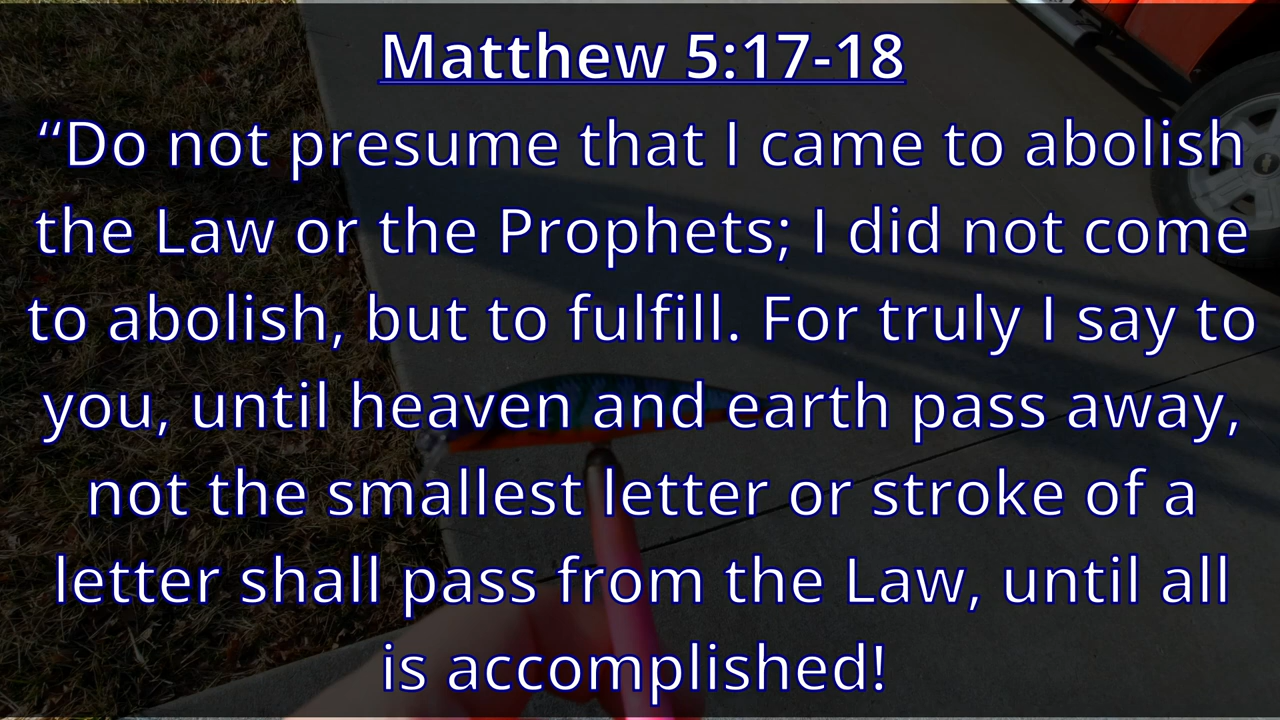 Matthew 5:17-18
“Do not presume that I came to abolish
the Law or the Prophets; I did not come
to abolish, but to fulfill. For truly I say to
you, until heaven and earth pass away,
not the smallest letter or stroke of a
letter shall pass from the Law, until all
is accomplished!